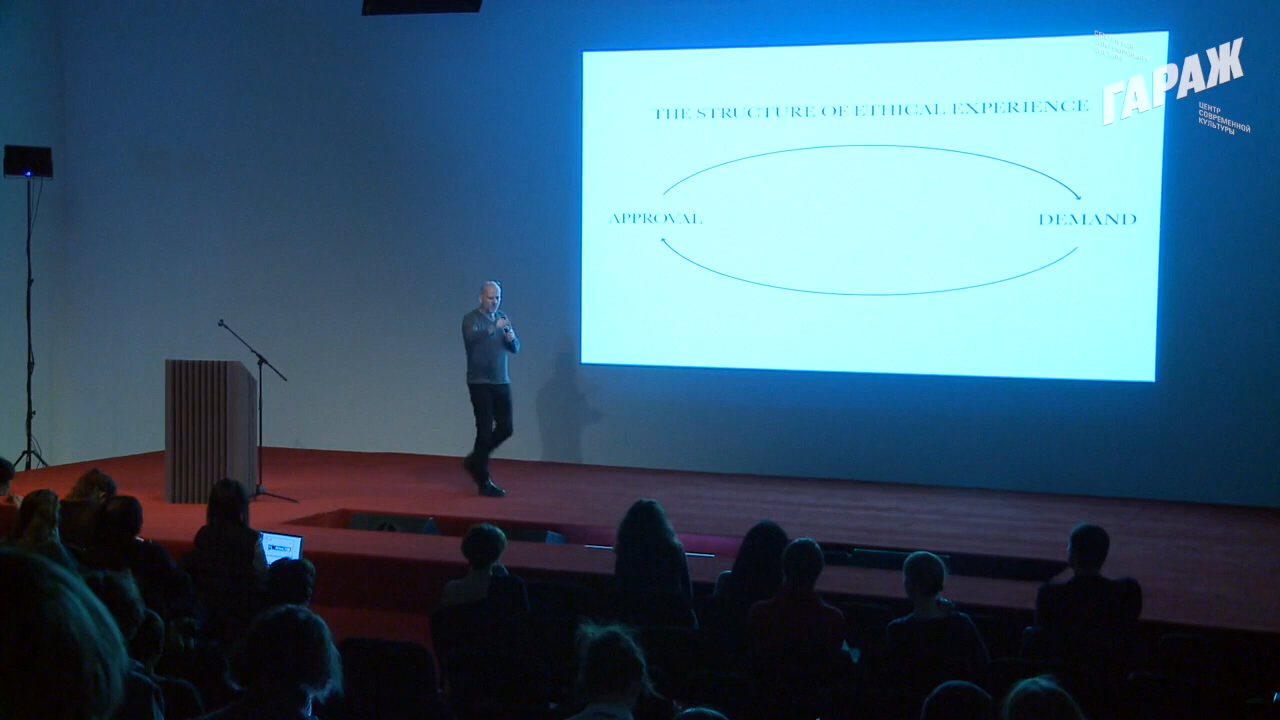 THE STRUCTURE OF ETHICAL EXPERIENCE
APPROVAL
DEMAND
ГАРАЖ
ЦЕНТР
СОВРЕМЕННОЙ
КУЛЬТУРЫ